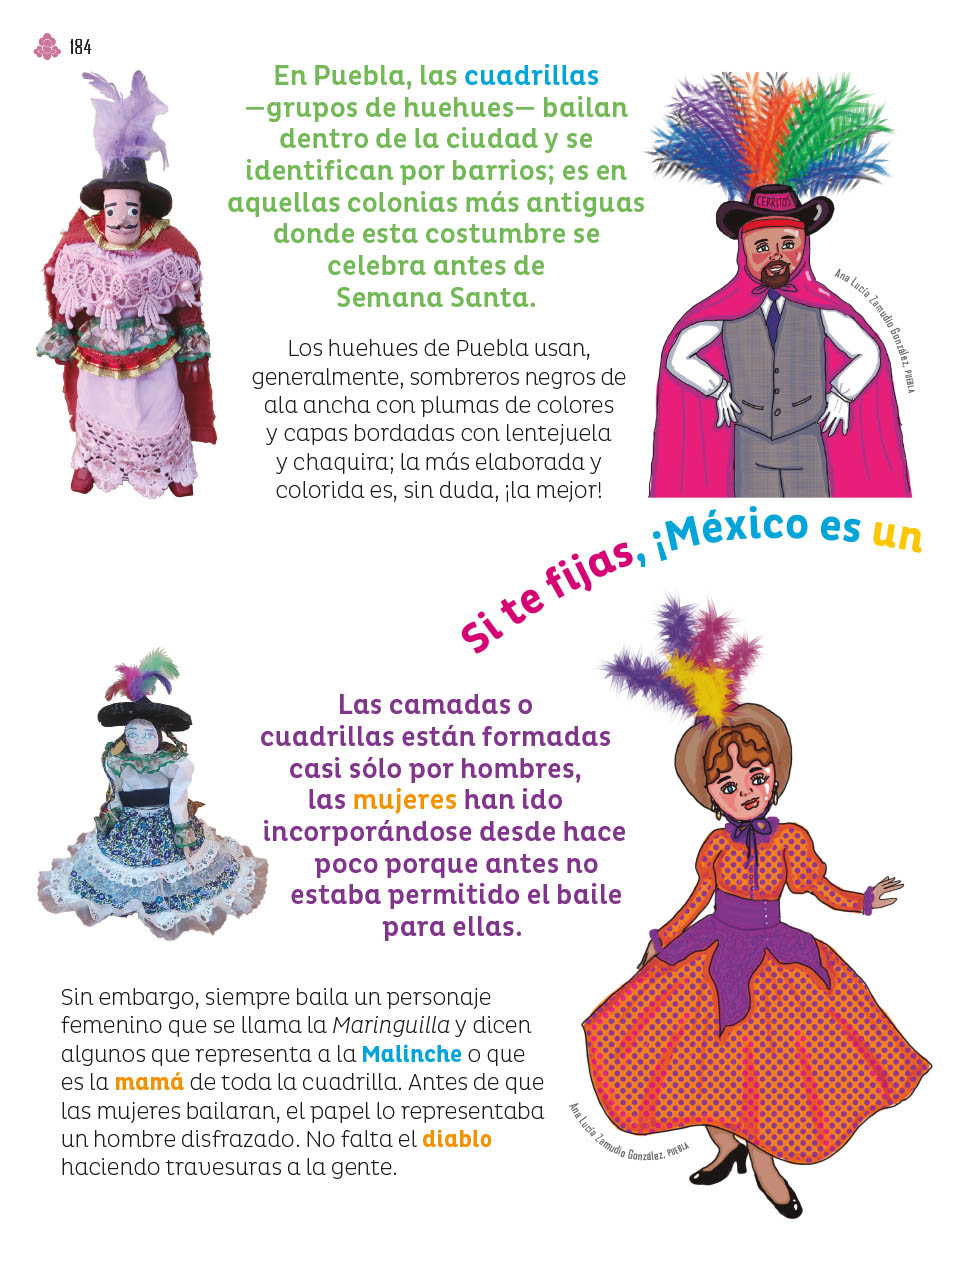 184
En Puebla, las cuadrillas
—grupos de huehues— bailan
dentro de la ciudad y se
identifican por barrios; es en
aquellas colonias más antiguas
donde esta costumbre se
celebra antes de
Semana Santa.
CERRITOS
Ana Lucía Zamudio González, PUEBLA
Los huehues de Puebla usan,
generalmente, sombreros negros de
ala ancha con plumas de colores
y capas bordadas con lentejuela
y chaquira; la más elaborada y
colorida es, sin duda, ¡la mejor!
Si te fijas, ¡México es un
Las camadas o
cuadrillas están formadas
casi sólo por hombres,
las mujeres han ido
incorporándose desde hace
poco porque antes no
estaba permitido el baile
para ellas.
Sin embargo, siempre baila un personaje
femenino que se llama la Maringuilla y dicen
algunos que representa a la Malinche o que
es la mamá de toda la cuadrilla. Antes de que
las mujeres bailaran, el papel lo representaba
un hombre disfrazado. No falta el diablo
haciendo travesuras a la gente.
Ana Lucía Zamudio González, PUEBLA